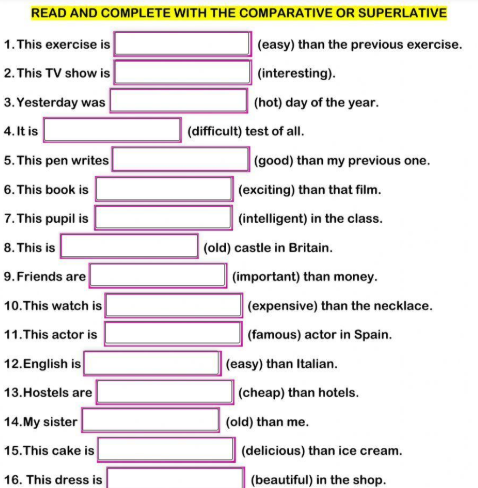 READ AND COMPLETE WITH THE COMPARATIVE OR SUPERLATIVE
1. This exercise is (easy) than the previous exercise.
2. This TV show is (interesting).
3. Yesterday was (hot) day of the year.
4. It is (difficult) test of all.
5. This pen writes (good) than my previous one.
6. This book is (exciting) than that film.
7. This pupil is (intelligent) in the class.
8. This is (old) castle in Britain.
9. Friends are (important) than money.
10. This watch is (expensive) than the necklace.
11. This actor is (famous) actor in Spain.
12. English is (easy) than Italian.
13. Hostels are (cheap) than hotels.
14. My sister (old) than me.
15. This cake is (delicious) than ice cream.
16. This dress is (beautiful) in the shop.